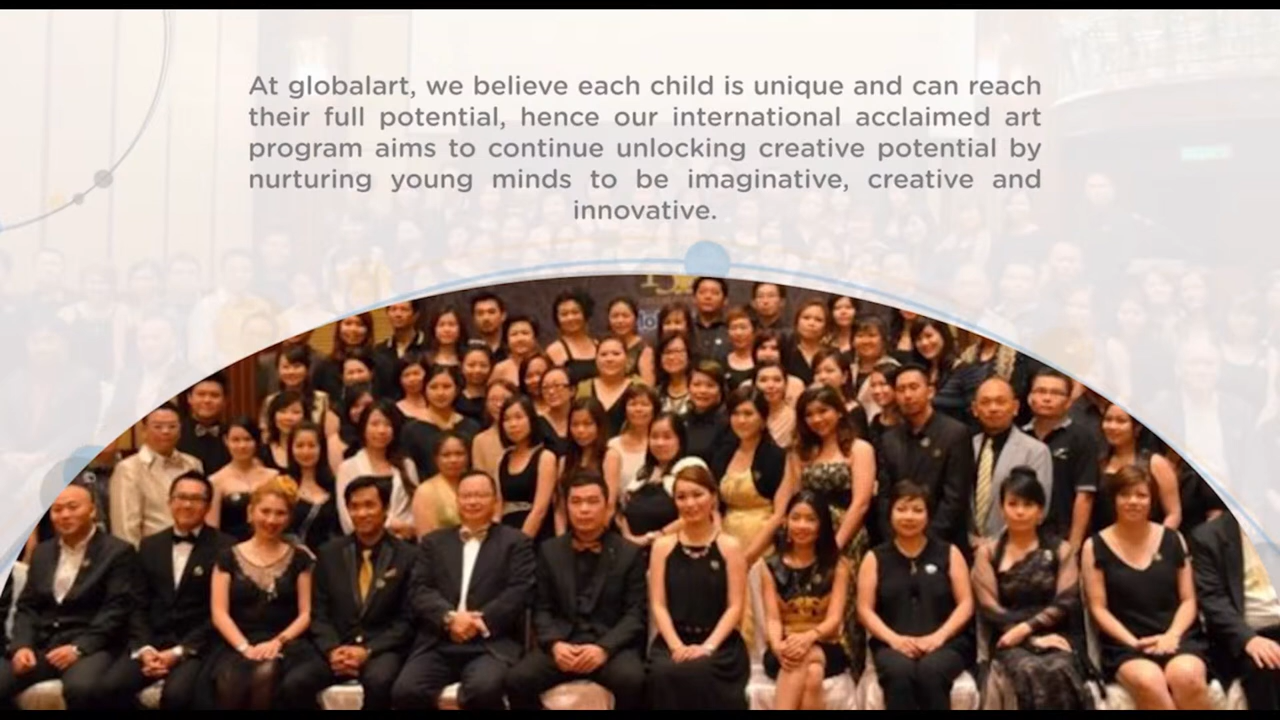 At globalart, we believe each child is unique and can reach
their full potential, hence our international acclaimed art
program aims to continue unlocking creative potential by
nurturing young minds to be imaginative, creative and
innovative.